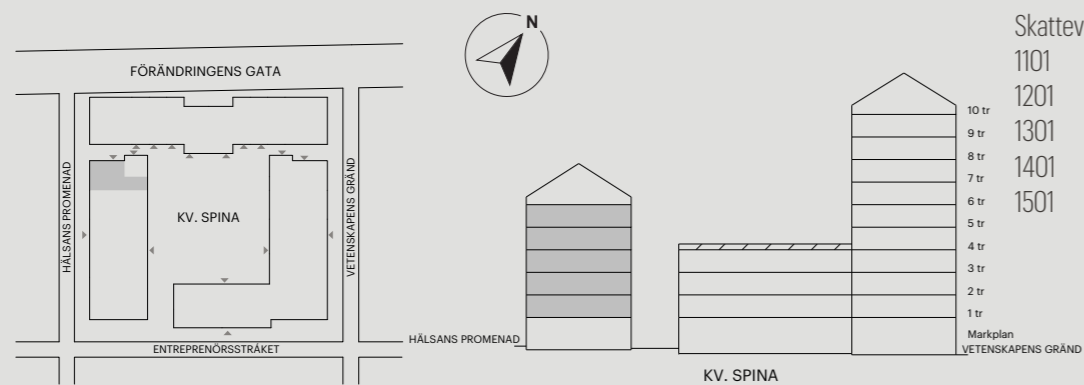 FÖRÄNDRINGENS GATA
HÄLSANS PROMENAD
KV. SPINA
VETENSKAPENS GRÄND
ENTREPRENÖRSSTRÅKET
N
HÄLSANS PROMENAD
KV. SPINA
10 tr
9 tr
8 tr
7 tr
6 tr
5 tr
4 tr
3 tr
2 tr
1 tr
Markplan
VETENSKAPENS GRÄND
Skattev
1101
1201
1301
1401
1501